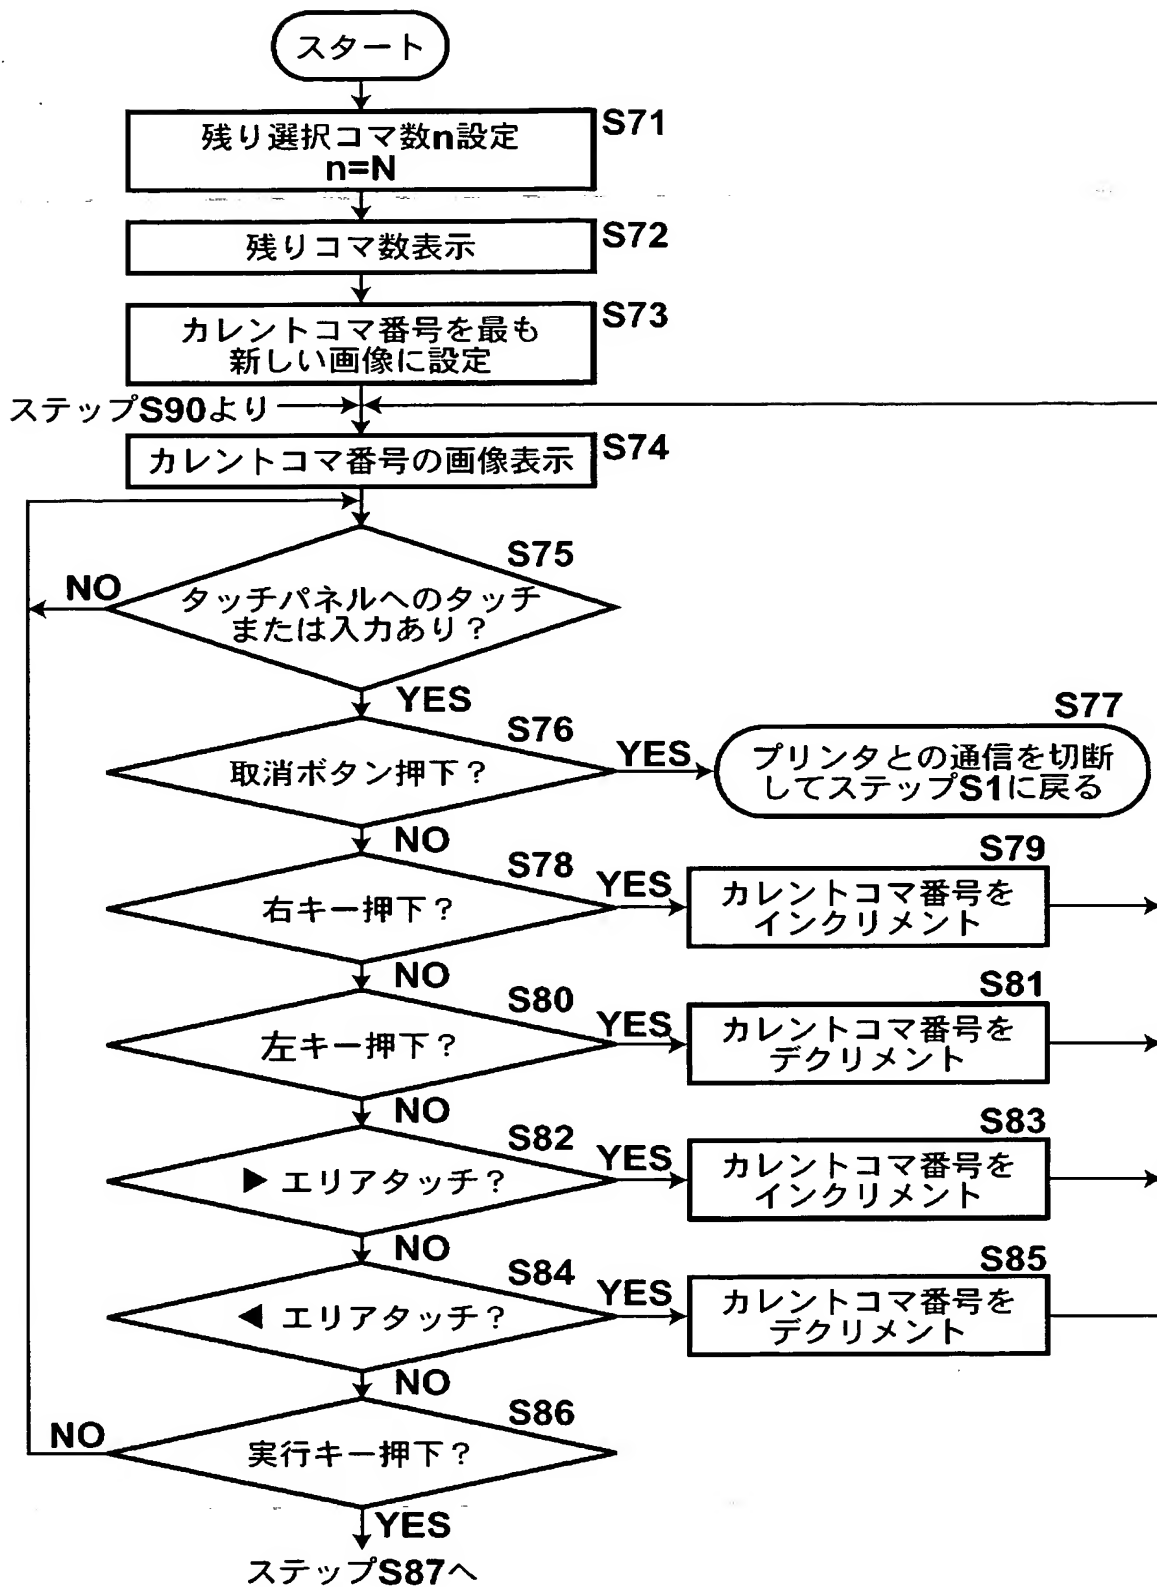 スタート
S71
残り選択コマ数n設定
n=N
S72
残りコマ数表示
S73
カレントコマ番号を最も
新しい画像に設定
ステップS90より
S74
カレントコマ番号の画像表示
S75
NO
タッチパネルへのタッチ
または入力あり？
YES
S76
取消ボタン押下？
YES
S77
プリンタとの通信を切断
してステップS1に戻る
NO
S78
右キー押下？
YES
S79
カレントコマ番号を
インクリメント
NO
S80
左キー押下？
YES
S81
カレントコマ番号を
デクリメント
NO
S82
▶ エリアタッチ？
YES
S83
カレントコマ番号を
インクリメント
NO
S84
◀ エリアタッチ？
YES
S85
カレントコマ番号を
デクリメント
NO
S86
NO
実行キー押下？
YES
ステップS87へ